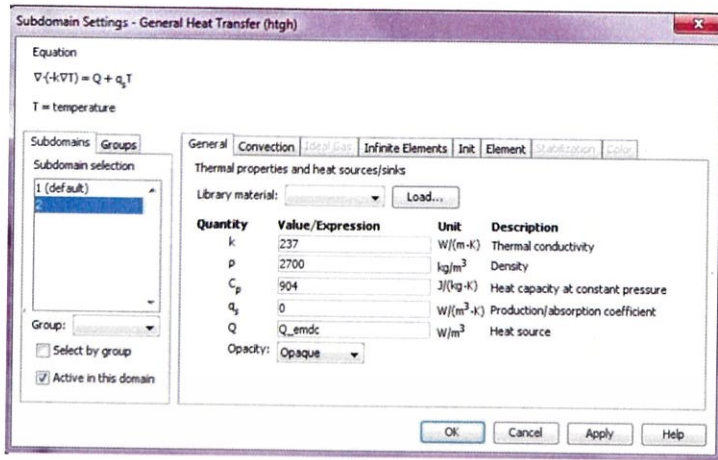 Subdomain Settings - General Heat Transfer (htgh)
Equation
∇·(-k∇T) = Q + qₛT
T = temperature
Subdomains Groups
Subdomain selection
1 (default)
2
Group:
Select by group
Active in this domain
General Convection Ideal Gas Infinite Elements Init Element Stabilization Color
Thermal properties and heat sources/sinks
Library material: Load...
Quantity Value/Expression Unit Description
k 237 W/(m·K) Thermal conductivity
ρ 2700 kg/m³ Density
Cₚ 904 J/(kg·K) Heat capacity at constant pressure
qₛ 0 W/(m³·K) Production/absorption coefficient
Q Q_emdc W/m³ Heat source
Opacity: Opaque
OK Cancel Apply Help